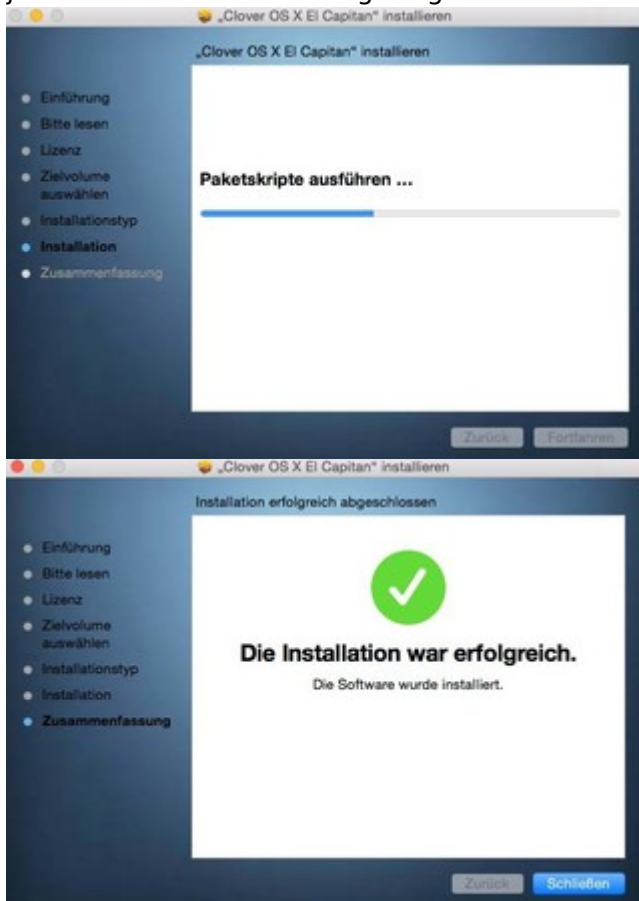 „Clover OS X El Capitan“ installieren
„Clover OS X El Capitan“ installieren
Einführung
Bitte lesen
Lizenz
Zielvolume
auswählen
Installationstyp
Installation
Zusammenfassung
Paketskripte ausführen ...
Zurück
Fortfahren
„Clover OS X El Capitan“ installieren
Installation erfolgreich abgeschlossen
Einführung
Bitte lesen
Lizenz
Zielvolume
auswählen
Installationstyp
Installation
Zusammenfassung
Die Installation war erfolgreich.
Die Software wurde installiert.
Zurück
Schließen